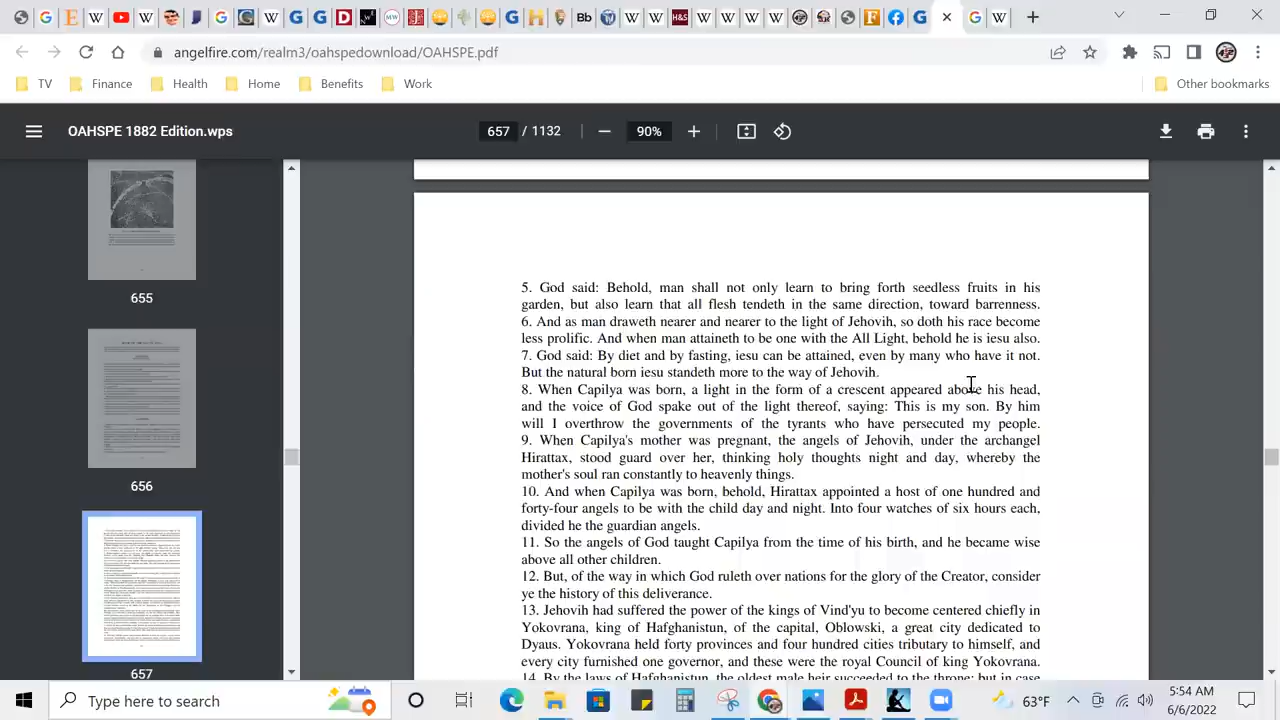 angelfire.com/realm3/oahspedownload/OAHSPE.pdf
TV Finance Health Home Benefits Work Other bookmarks
OAHSPE 1882 Edition.wps 657 / 1132 90%
655
656
657
5. God said: Behold, man shall not only learn to bring forth seedless fruits in his
garden, but also learn that all flesh tendeth in the same direction, toward barrenness.
6. And as man draweth nearer and nearer to the light of Jehovih, so doth his race become
less prolific. And when man attaineth to be one with the All Light, behold he is iesu also.
7. God said: By diet and by fasting, iesu can be attained, even by many who have it not.
But the natural born iesu standeth more to the way of Jehovih.
8. When Capilya was born, a light in the form of a crescent appeared above his head,
and the voice of God spake out of the light thereof, saying: This is my son. By him
will I overthrow the governments of the tyrants who have persecuted my people.
9. When Capilya's mother was pregnant, the angels of Jehovih, under the archangel
Hirattax, stood guard over her, thinking holy thoughts night and day, whereby the
mother's soul ran constantly to heavenly things.
10. And when Capilya was born, behold, Hirattax appointed a host of one hundred and
forty-four angels to be with the child day and night. Into four watches of six hours each,
divided he the guardian angels.
11. So the angels of God taught Capilya from the time of his birth, and he became wise
above all other children.
12. But, of the way in which God ruleth over nations for the glory of the Creator, consider
ye the history of this deliverance.
13. Jehovih had suffered the power of the kings of Vind'yu to become centered chiefly in
Yokovrana, king of Hafghanistun, of the capital Oblowski, a great city dedicated to
Dyaus. Yokovrana held forty provinces and four hundred cities tributary to himself, and
every city furnished one governor, and these were the royal Council of king Yokovrana.
14. By the laws of Hafghanistun, the oldest male heir succeeded to the throne; but in case
Type here to search
63°F
5:54 AM
6/6/2022